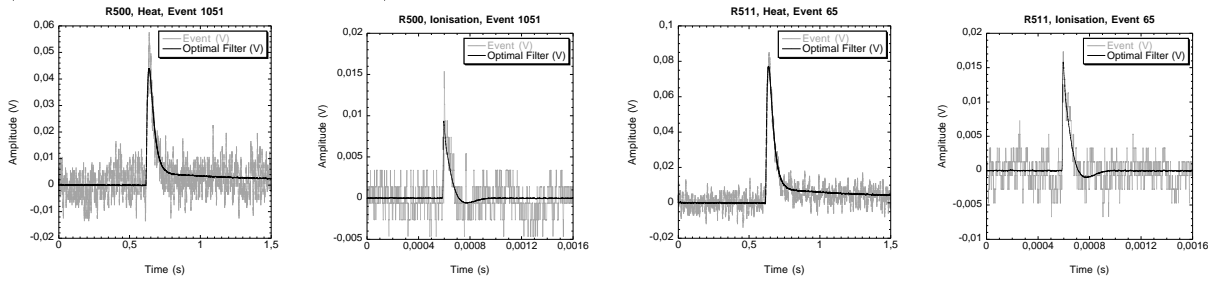 R500, Heat, Event 1051
Event (V)
Optimal Filter (V)
Amplitude (V)
0,06
0,05
0,04
0,03
0,02
0,01
0
-0,01
-0,02
0
0,5
1
1,5
Time (s)
R500, Ionisation, Event 1051
Event (V)
Optimal Filter (V)
Amplitude (V)
0,02
0,015
0,01
0,005
0
-0,005
0
0,0004
0,0008
0,0012
0,0016
Time (s)
R511, Heat, Event 65
Event (V)
Optimal Filter (V)
Amplitude (V)
0,1
0,08
0,06
0,04
0,02
0
-0,02
0
0,5
1
1,5
Time (s)
R511, Ionisation, Event 65
Event (V)
Optimal Filter (V)
Amplitude (V)
0,02
0,015
0,01
0,005
0
-0,005
-0,01
0
0,0004
0,0008
0,0012
0,0016
Time (s)